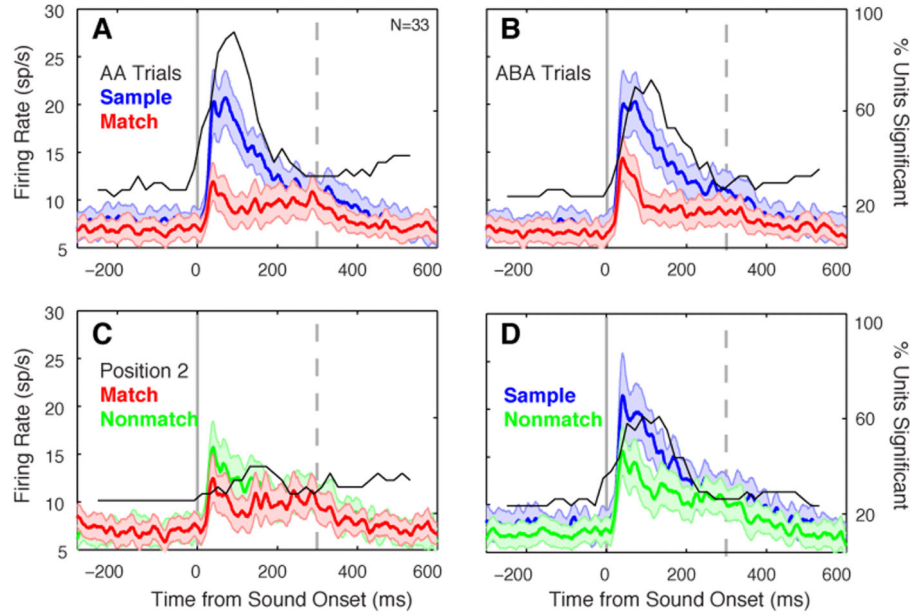 A
N=33
AA Trials
Sample
Match
Firing Rate (sp/s)
30
25
20
15
10
5
−200
0
200
400
600
B
ABA Trials
100
60
20
% Units Significant
−200
0
200
400
600
C
Position 2
Match
Nonmatch
Firing Rate (sp/s)
30
25
20
15
10
5
−200
0
200
400
600
Time from Sound Onset (ms)
D
Sample
Nonmatch
100
60
20
% Units Significant
−200
0
200
400
600
Time from Sound Onset (ms)